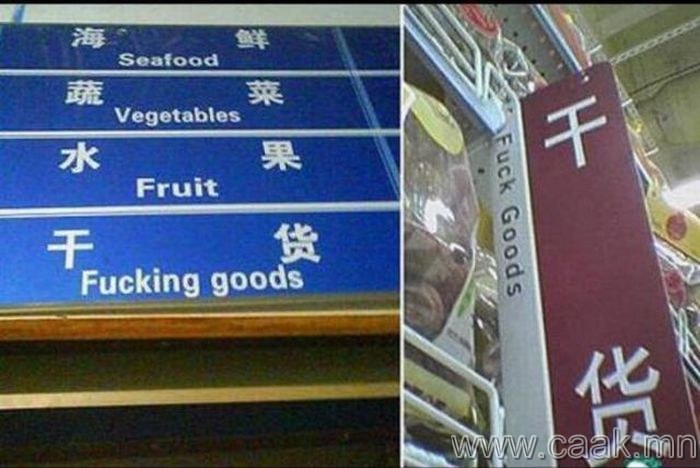 海 鲜
Seafood
蔬 菜
Vegetables
水 果
Fruit
干 货
Fucking goods
干货
Fuck Goods
www.caak.mn